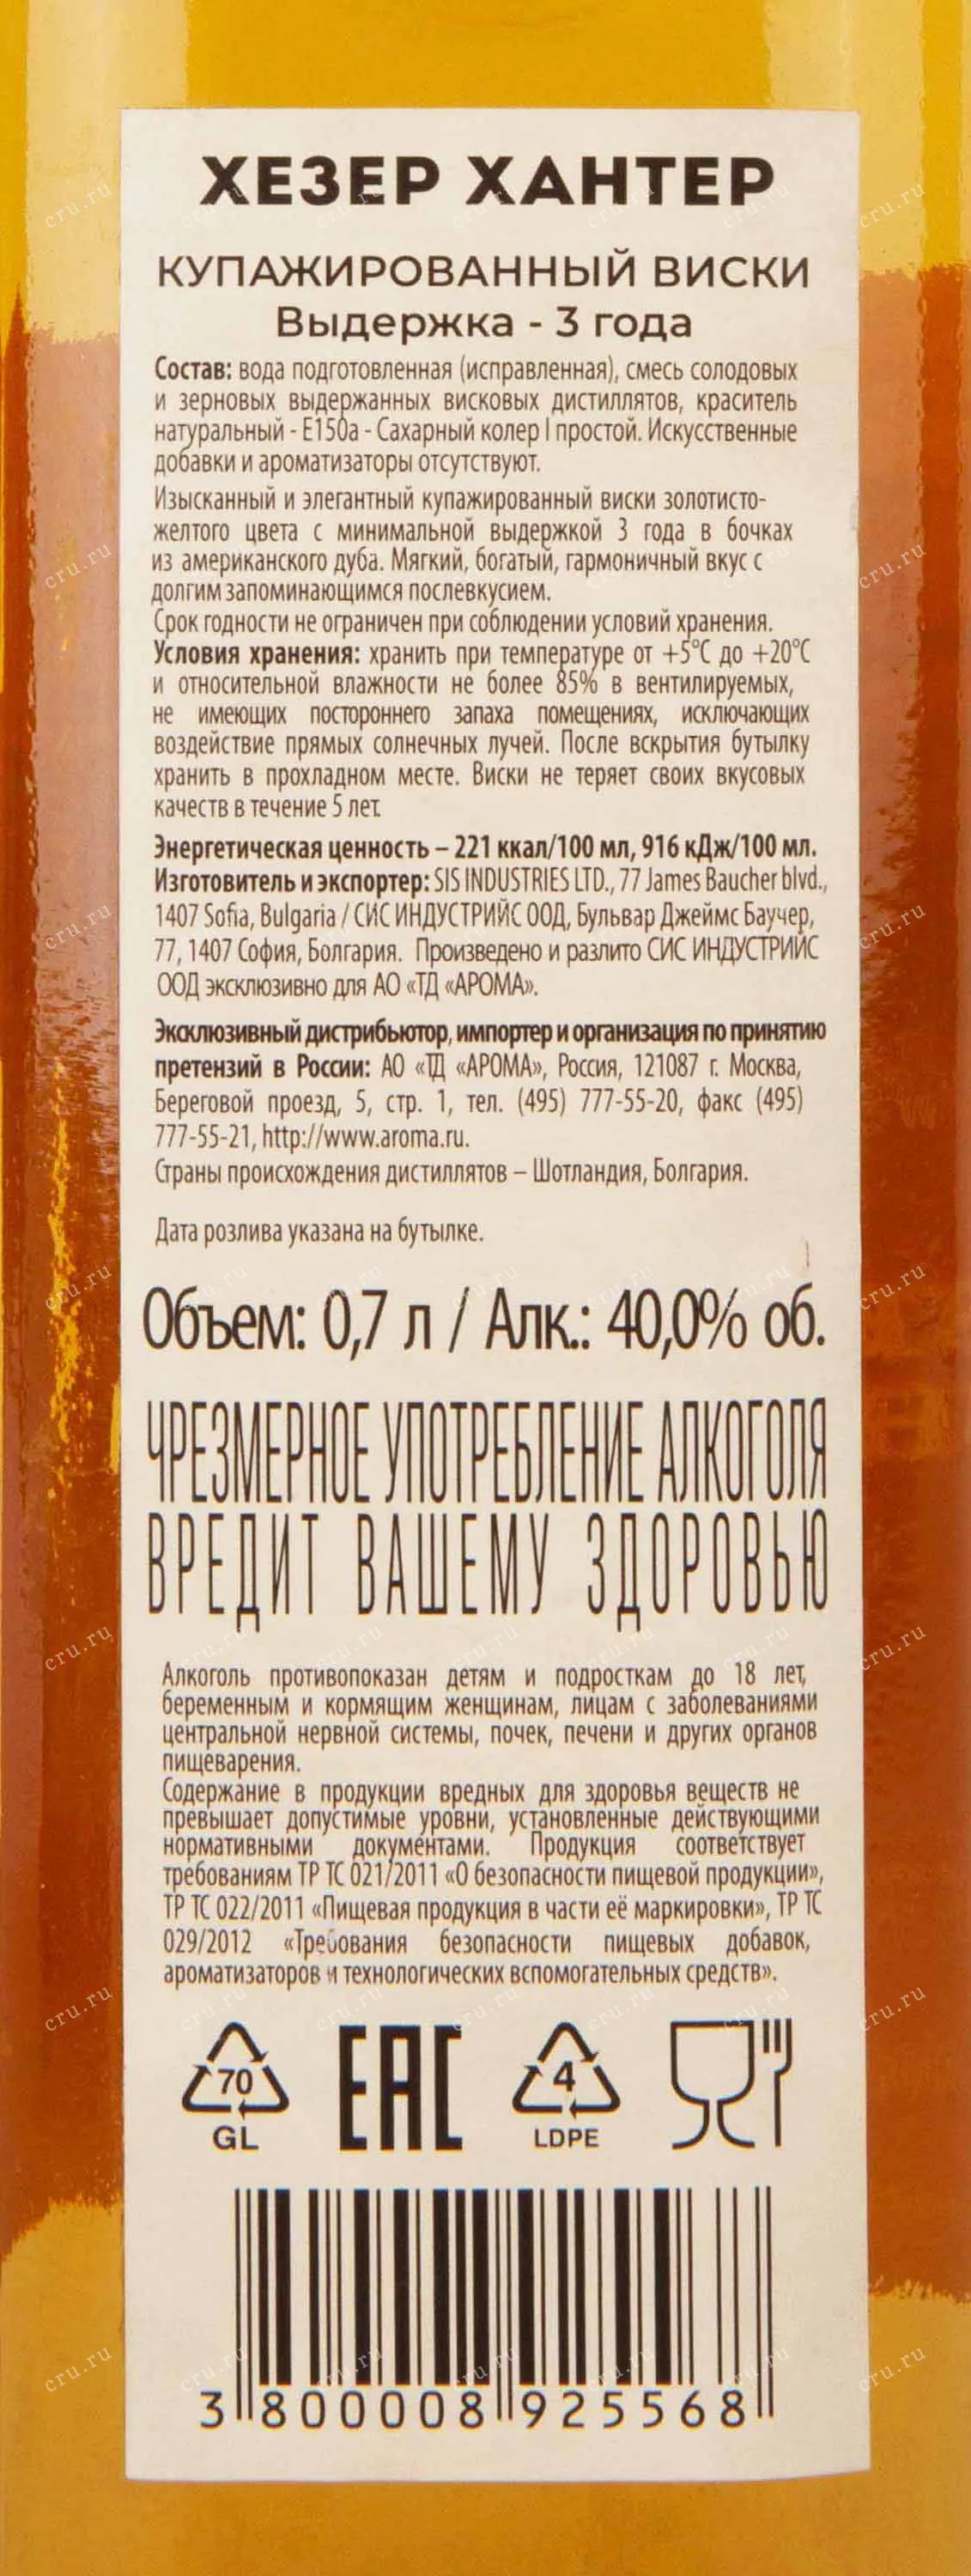 ХЕЗЕР ХАНТЕР
КУПАЖИРОВАННЫЙ ВИСКИ
Выдержка - 3 года
Состав: вода подготовленная (исправленная), смесь солодовых
и зерновых выдержанных висковых дистиллятов, краситель
натуральный - Е150а - Сахарный колер I простой. Искусственные
добавки и ароматизаторы отсутствуют.
Изысканный и элегантный купажированный виски золотисто-
желтого цвета с минимальной выдержкой 3 года в бочках
из американского дуба. Мягкий, богатый, гармоничный вкус с
долгим запоминающимся послевкусием.
Срок годности не ограничен при соблюдении условий хранения.
Условия хранения: хранить при температуре от +5°С до +20°С
и относительной влажности не более 85% в вентилируемых,
не имеющих постороннего запаха помещениях, исключающих
воздействие прямых солнечных лучей. После вскрытия бутылку
хранить в прохладном месте. Виски не теряет своих вкусовых
качеств в течение 5 лет.
Энергетическая ценность – 221 ккал/100 мл, 916 кДж/100 мл.
Изготовитель и экспортер: SIS INDUSTRIES LTD., 77 James Baucher blvd.,
1407 Sofia, Bulgaria / СИС ИНДУСТРИЙС ООД, Бульвар Джеймс Баучер,
77, 1407 София, Болгария. Произведено и разлито СИС ИНДУСТРИЙС
ООД эксклюзивно для АО «ТД «АРОМА».
Эксклюзивный дистрибьютор, импортер и организация по принятию
претензий в России: АО «ТД «АРОМА», Россия, 121087 г. Москва,
Береговой проезд, 5, стр. 1, тел. (495) 777-55-20, факс (495)
777-55-21, http://www.aroma.ru.
Страны происхождения дистиллятов – Шотландия, Болгария.
Дата розлива указана на бутылке.
Объем: 0,7 л / Алк.: 40,0% об.
ЧРЕЗМЕРНОЕ УПОТРЕБЛЕНИЕ АЛКОГОЛЯ
ВРЕДИТ ВАШЕМУ ЗДОРОВЬЮ
Алкоголь противопоказан детям и подросткам до 18 лет,
беременным и кормящим женщинам, лицам с заболеваниями
центральной нервной системы, почек, печени и других органов
пищеварения.
Содержание в продукции вредных для здоровья веществ не
превышает допустимые уровни, установленные действующими
нормативными документами. Продукция соответствует
требованиям ТР ТС 021/2011 «О безопасности пищевой продукции»,
ТР ТС 022/2011 «Пищевая продукция в части её маркировки», ТР ТС
029/2012 «Требования безопасности пищевых добавок,
ароматизаторов и технологических вспомогательных средств».
70 EAC 4
GL LDPE
3 800008 925568
cru.ru